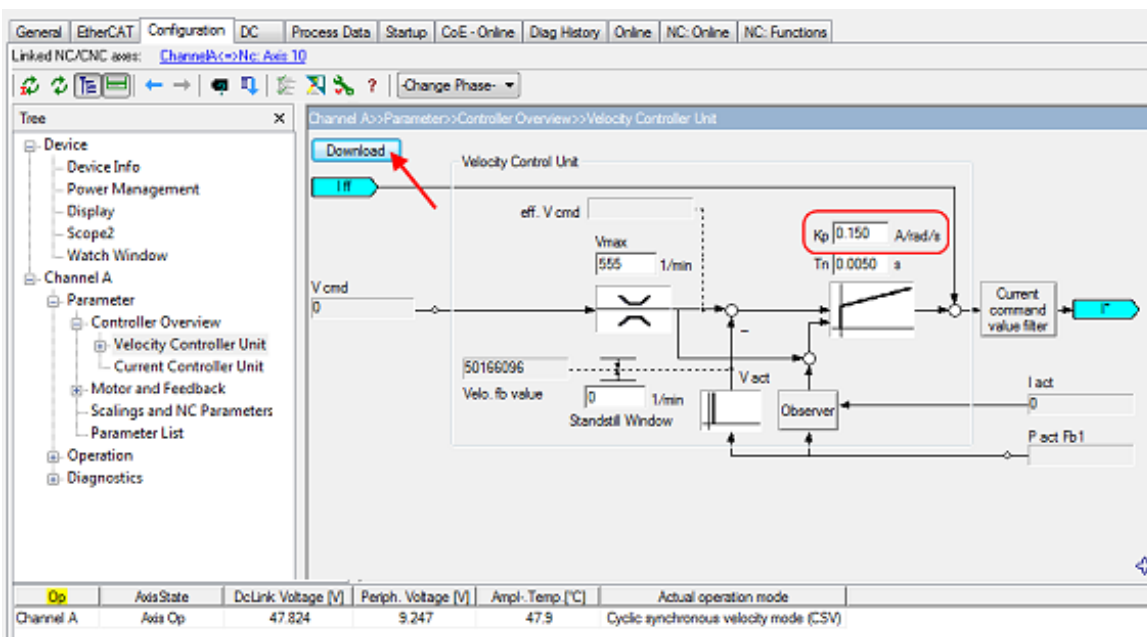 General EtherCAT Configuration DC Process Data Startup CoE - Online Diag History Online NC: Online NC: Functions
Linked NC/CNC axes: ChannelA<=>Nc: Axis 10
? -Change Phase-
Tree X
Channel A>>Parameter>>Controller Overview>>Velocity Controller Unit
Device
Device Info
Power Management
Display
Scope2
Watch Window
Channel A
Parameter
Controller Overview
Velocity Controller Unit
Current Controller Unit
Motor and Feedback
Scalings and NC Parameters
Parameter List
Operation
Diagnostics
Download
Velocity Control Unit
I ff
eff. V cmd
Kp 0.150 A/rad/s
Vmax
555 1/min
Tn 0.0050 s
V cmd
0
Current
command
value filter
50166096
Velo. fb value
0 1/min
Standstill Window
V act
Observer
I act
0
P act Fb1
Op AxisState DcLink Voltage [V] Periph. Voltage [V] Ampl-.Temp.[°C] Actual operation mode
Channel A Axis Op 47.824 9.247 47.9 Cyclic synchronous velocity mode (CSV)